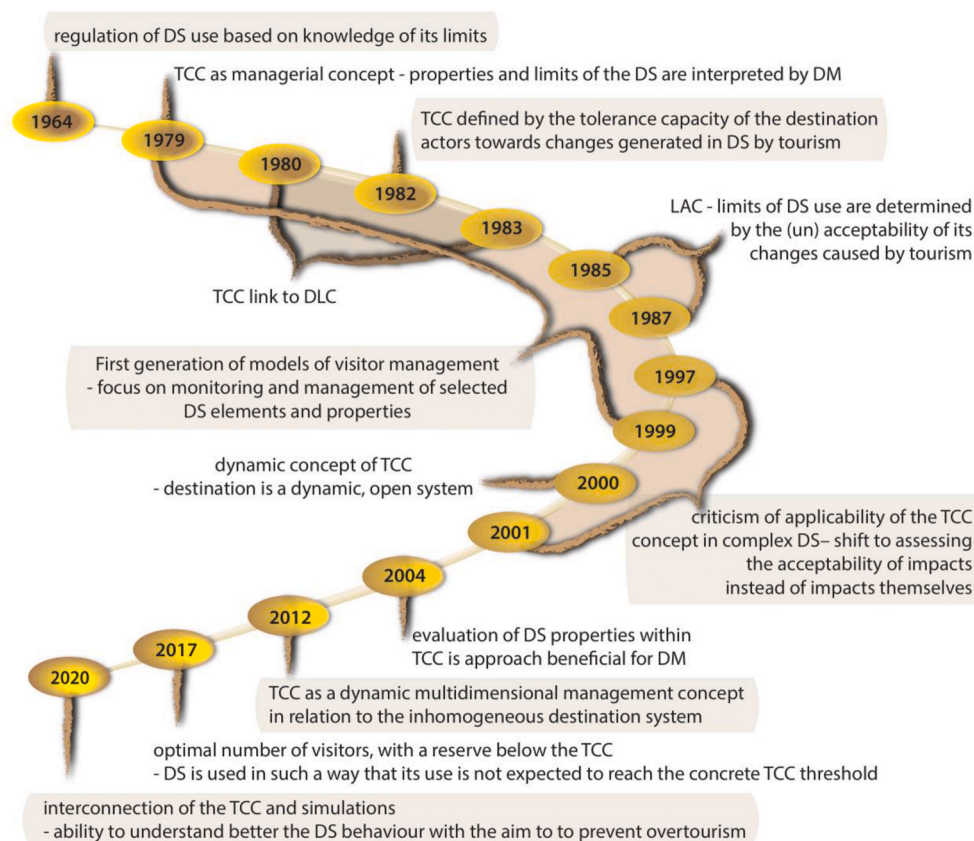 regulation of DS use based on knowledge of its limits
TCC as managerial concept - properties and limits of the DS are interpreted by DM
1964
1979
TCC defined by the tolerance capacity of the destination
actors towards changes generated in DS by tourism
1980
1982
1983
LAC - limits of DS use are determined
by the (un) acceptability of its
changes caused by tourism
1985
TCC link to DLC
1987
First generation of models of visitor management
- focus on monitoring and management of selected
DS elements and properties
1997
1999
dynamic concept of TCC
- destination is a dynamic, open system
2000
criticism of applicability of the TCC
concept in complex DS– shift to assessing
the acceptability of impacts
instead of impacts themselves
2001
2004
evaluation of DS properties within
TCC is approach beneficial for DM
2012
2017
2020
TCC as a dynamic multidimensional management concept
in relation to the inhomogeneous destination system
optimal number of visitors, with a reserve below the TCC
- DS is used in such a way that its use is not expected to reach the concrete TCC threshold
interconnection of the TCC and simulations
- ability to understand better the DS behaviour with the aim to to prevent overtourism